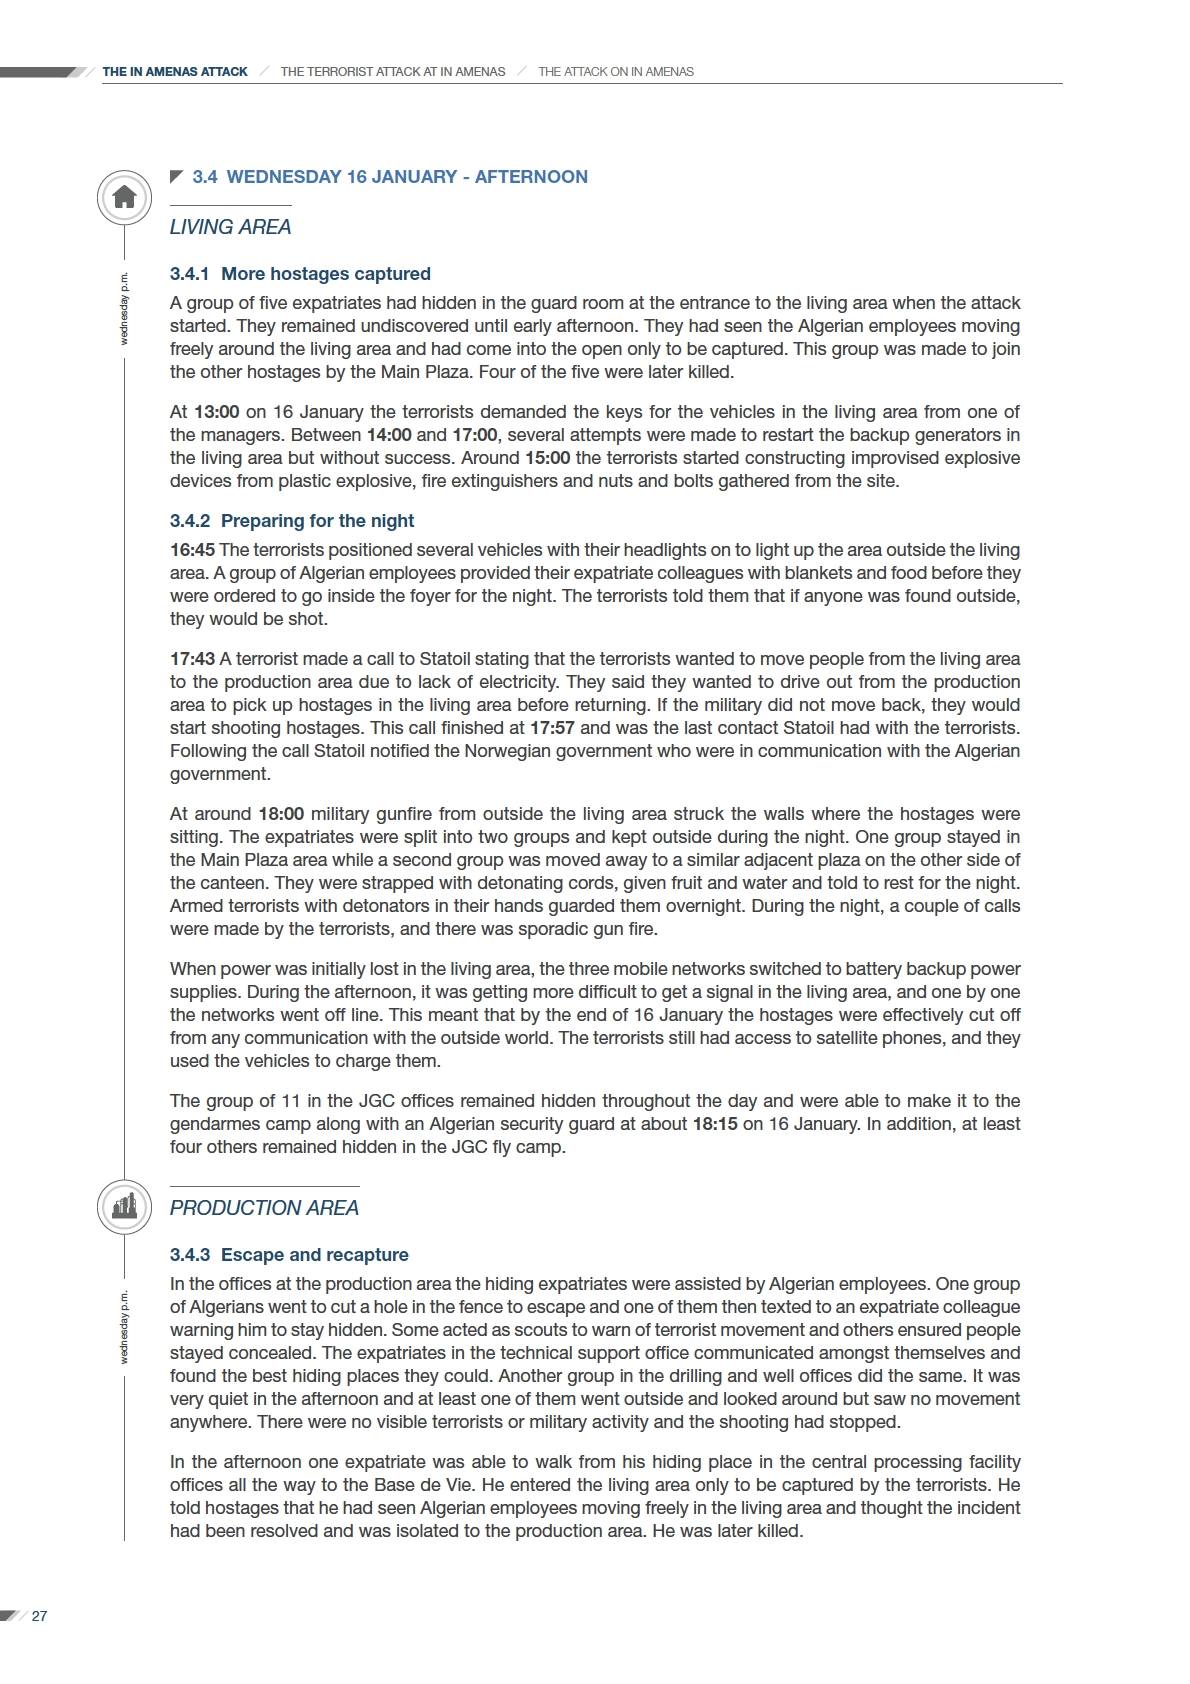 THE IN AMENAS ATTACK / THE TERRORIST ATTACK AT IN AMENAS / THE ATTACK ON IN AMENAS
3.4 WEDNESDAY 16 JANUARY - AFTERNOON
LIVING AREA
wednesday p.m.
3.4.1 More hostages captured
A group of five expatriates had hidden in the guard room at the entrance to the living area when the attack
started. They remained undiscovered until early afternoon. They had seen the Algerian employees moving
freely around the living area and had come into the open only to be captured. This group was made to join
the other hostages by the Main Plaza. Four of the five were later killed.
At 13:00 on 16 January the terrorists demanded the keys for the vehicles in the living area from one of
the managers. Between 14:00 and 17:00, several attempts were made to restart the backup generators in
the living area but without success. Around 15:00 the terrorists started constructing improvised explosive
devices from plastic explosive, fire extinguishers and nuts and bolts gathered from the site.
3.4.2 Preparing for the night
16:45 The terrorists positioned several vehicles with their headlights on to light up the area outside the living
area. A group of Algerian employees provided their expatriate colleagues with blankets and food before they
were ordered to go inside the foyer for the night. The terrorists told them that if anyone was found outside,
they would be shot.
17:43 A terrorist made a call to Statoil stating that the terrorists wanted to move people from the living area
to the production area due to lack of electricity. They said they wanted to drive out from the production
area to pick up hostages in the living area before returning. If the military did not move back, they would
start shooting hostages. This call finished at 17:57 and was the last contact Statoil had with the terrorists.
Following the call Statoil notified the Norwegian government who were in communication with the Algerian
government.
At around 18:00 military gunfire from outside the living area struck the walls where the hostages were
sitting. The expatriates were split into two groups and kept outside during the night. One group stayed in
the Main Plaza area while a second group was moved away to a similar adjacent plaza on the other side of
the canteen. They were strapped with detonating cords, given fruit and water and told to rest for the night.
Armed terrorists with detonators in their hands guarded them overnight. During the night, a couple of calls
were made by the terrorists, and there was sporadic gun fire.
When power was initially lost in the living area, the three mobile networks switched to battery backup power
supplies. During the afternoon, it was getting more difficult to get a signal in the living area, and one by one
the networks went off line. This meant that by the end of 16 January the hostages were effectively cut off
from any communication with the outside world. The terrorists still had access to satellite phones, and they
used the vehicles to charge them.
The group of 11 in the JGC offices remained hidden throughout the day and were able to make it to the
gendarmes camp along with an Algerian security guard at about 18:15 on 16 January. In addition, at least
four others remained hidden in the JGC fly camp.
PRODUCTION AREA
wednesday p.m.
3.4.3 Escape and recapture
In the offices at the production area the hiding expatriates were assisted by Algerian employees. One group
of Algerians went to cut a hole in the fence to escape and one of them then texted to an expatriate colleague
warning him to stay hidden. Some acted as scouts to warn of terrorist movement and others ensured people
stayed concealed. The expatriates in the technical support office communicated amongst themselves and
found the best hiding places they could. Another group in the drilling and well offices did the same. It was
very quiet in the afternoon and at least one of them went outside and looked around but saw no movement
anywhere. There were no visible terrorists or military activity and the shooting had stopped.
In the afternoon one expatriate was able to walk from his hiding place in the central processing facility
offices all the way to the Base de Vie. He entered the living area only to be captured by the terrorists. He
told hostages that he had seen Algerian employees moving freely in the living area and thought the incident
had been resolved and was isolated to the production area. He was later killed.
27